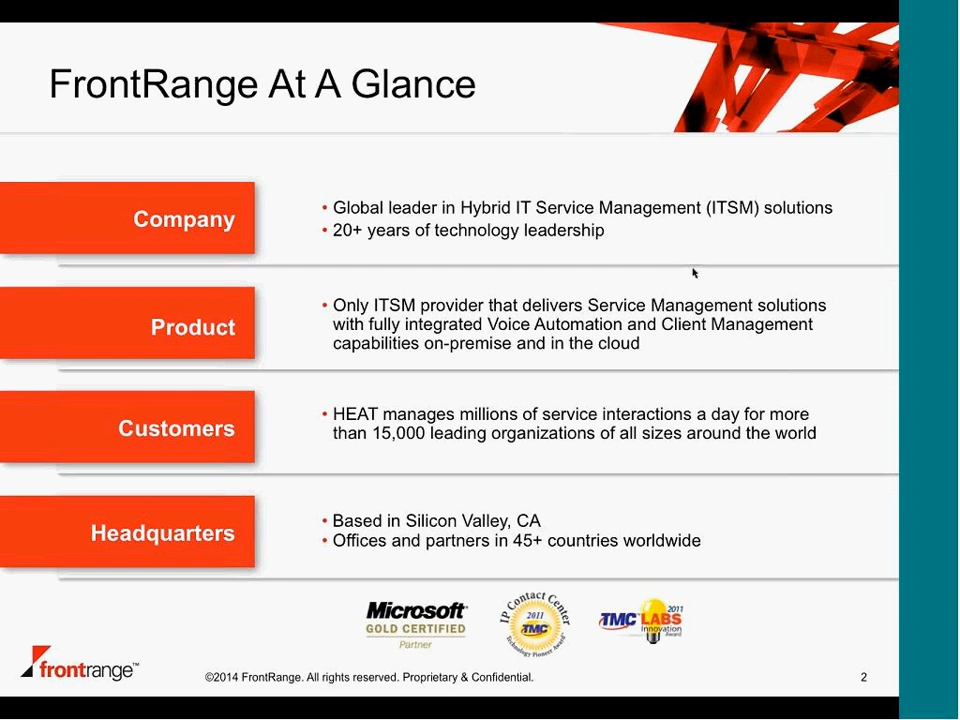 FrontRange At A Glance
Company
• Global leader in Hybrid IT Service Management (ITSM) solutions
• 20+ years of technology leadership
Product
• Only ITSM provider that delivers Service Management solutions
with fully integrated Voice Automation and Client Management
capabilities on-premise and in the cloud
Customers
• HEAT manages millions of service interactions a day for more
than 15,000 leading organizations of all sizes around the world
Headquarters
• Based in Silicon Valley, CA
• Offices and partners in 45+ countries worldwide
Microsoft
GOLD CERTIFIED
Partner
IP Contact Center
2011
TMC
Technology Pioneer Award
TMC LABS
2011
Innovation
Award
frontrange™
©2014 FrontRange. All rights reserved. Proprietary & Confidential.
2